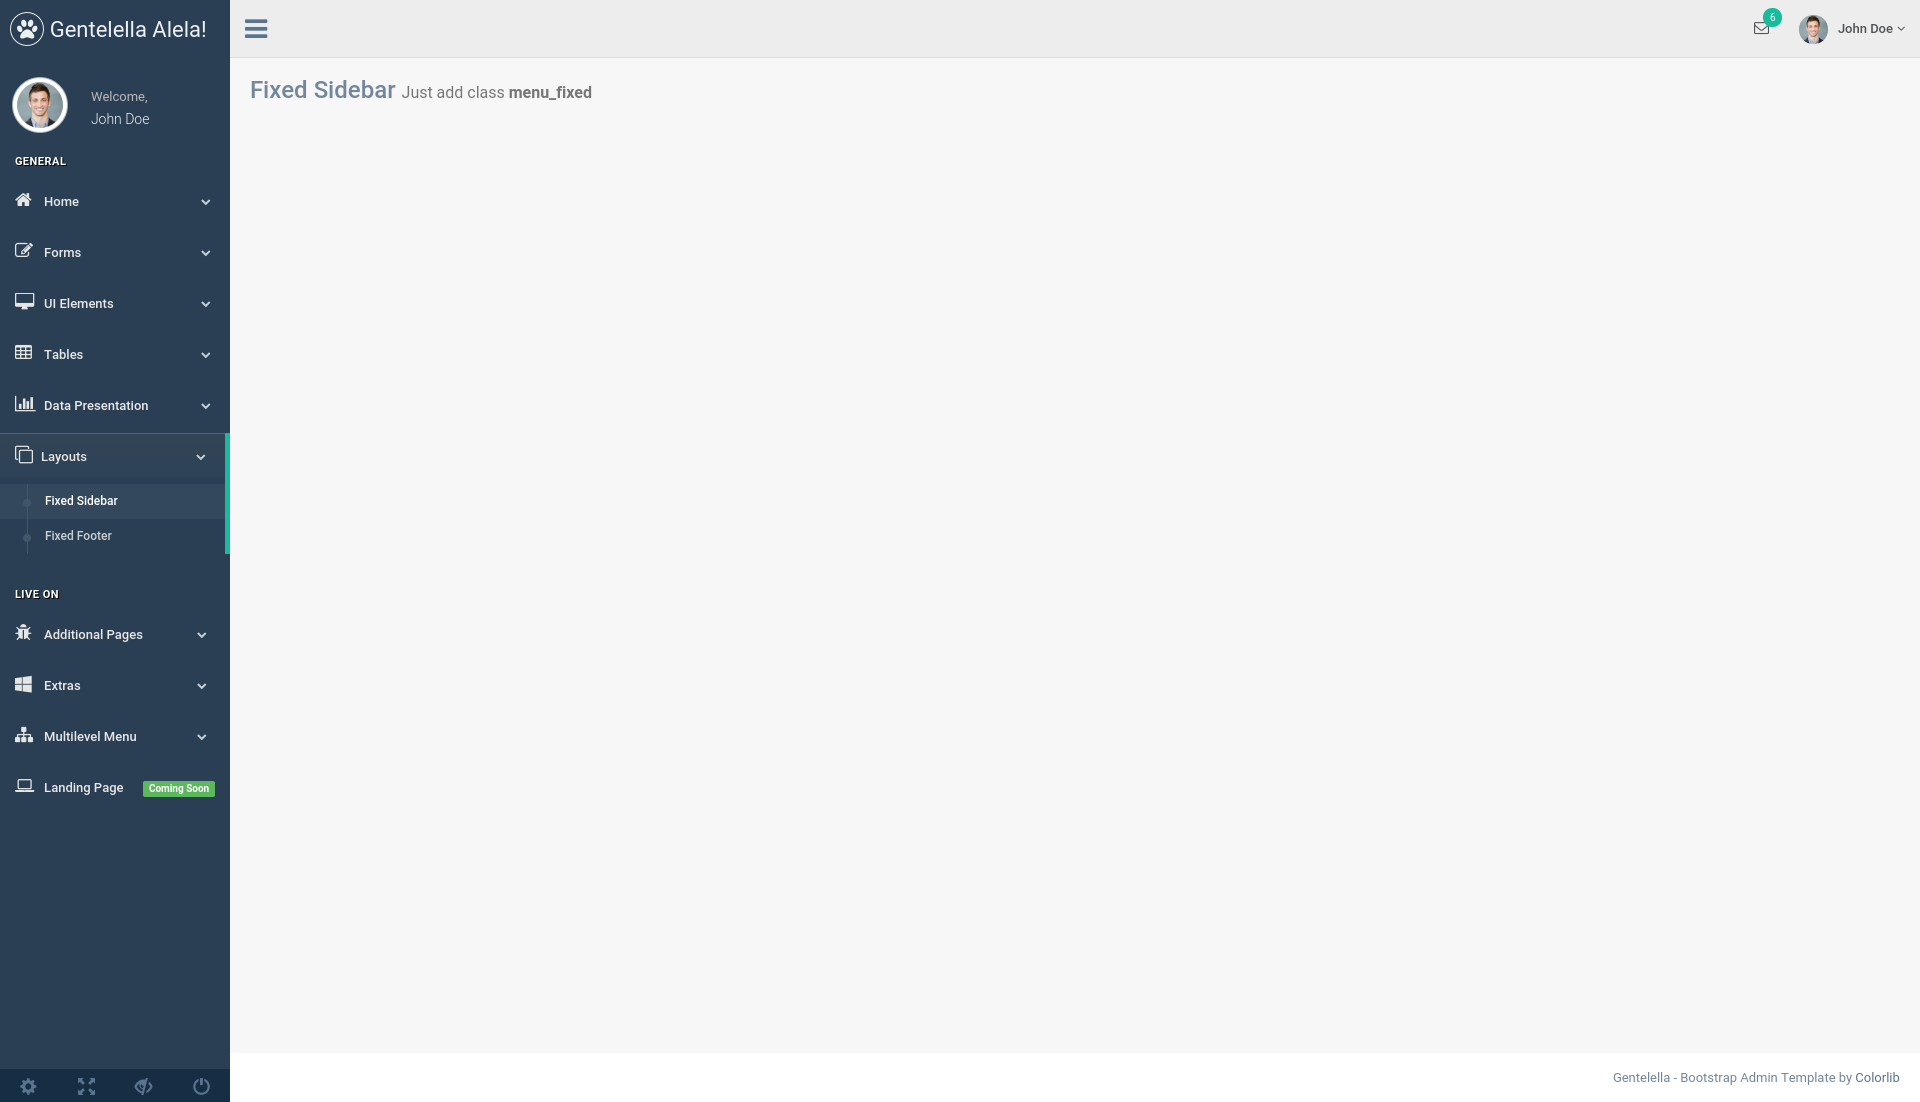 Gentelella Alela!
6
John Doe
Welcome,
John Doe
Fixed Sidebar Just add class menu_fixed
GENERAL
Home
Forms
UI Elements
Tables
Data Presentation
Layouts
Fixed Sidebar
Fixed Footer
LIVE ON
Additional Pages
Extras
Multilevel Menu
Landing Page Coming Soon
Gentelella - Bootstrap Admin Template by Colorlib